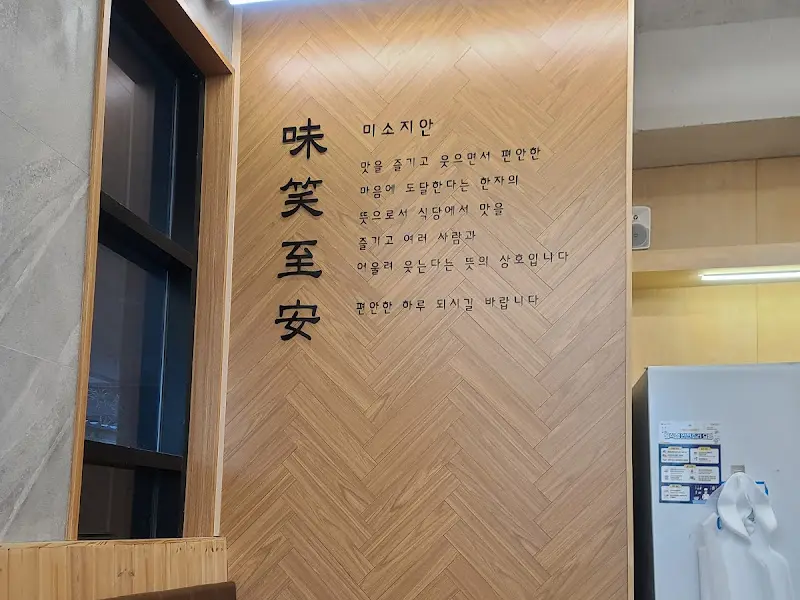 味笑至安
미소지안
맛을 즐기고 웃으면서 편안한
마음에 도달한다는 한자의
뜻으로서 식당에서 맛을
즐기고 여러 사람과
어울려 웃는다는 뜻의 상호입니다
편안한 하루 되시길 바랍니다